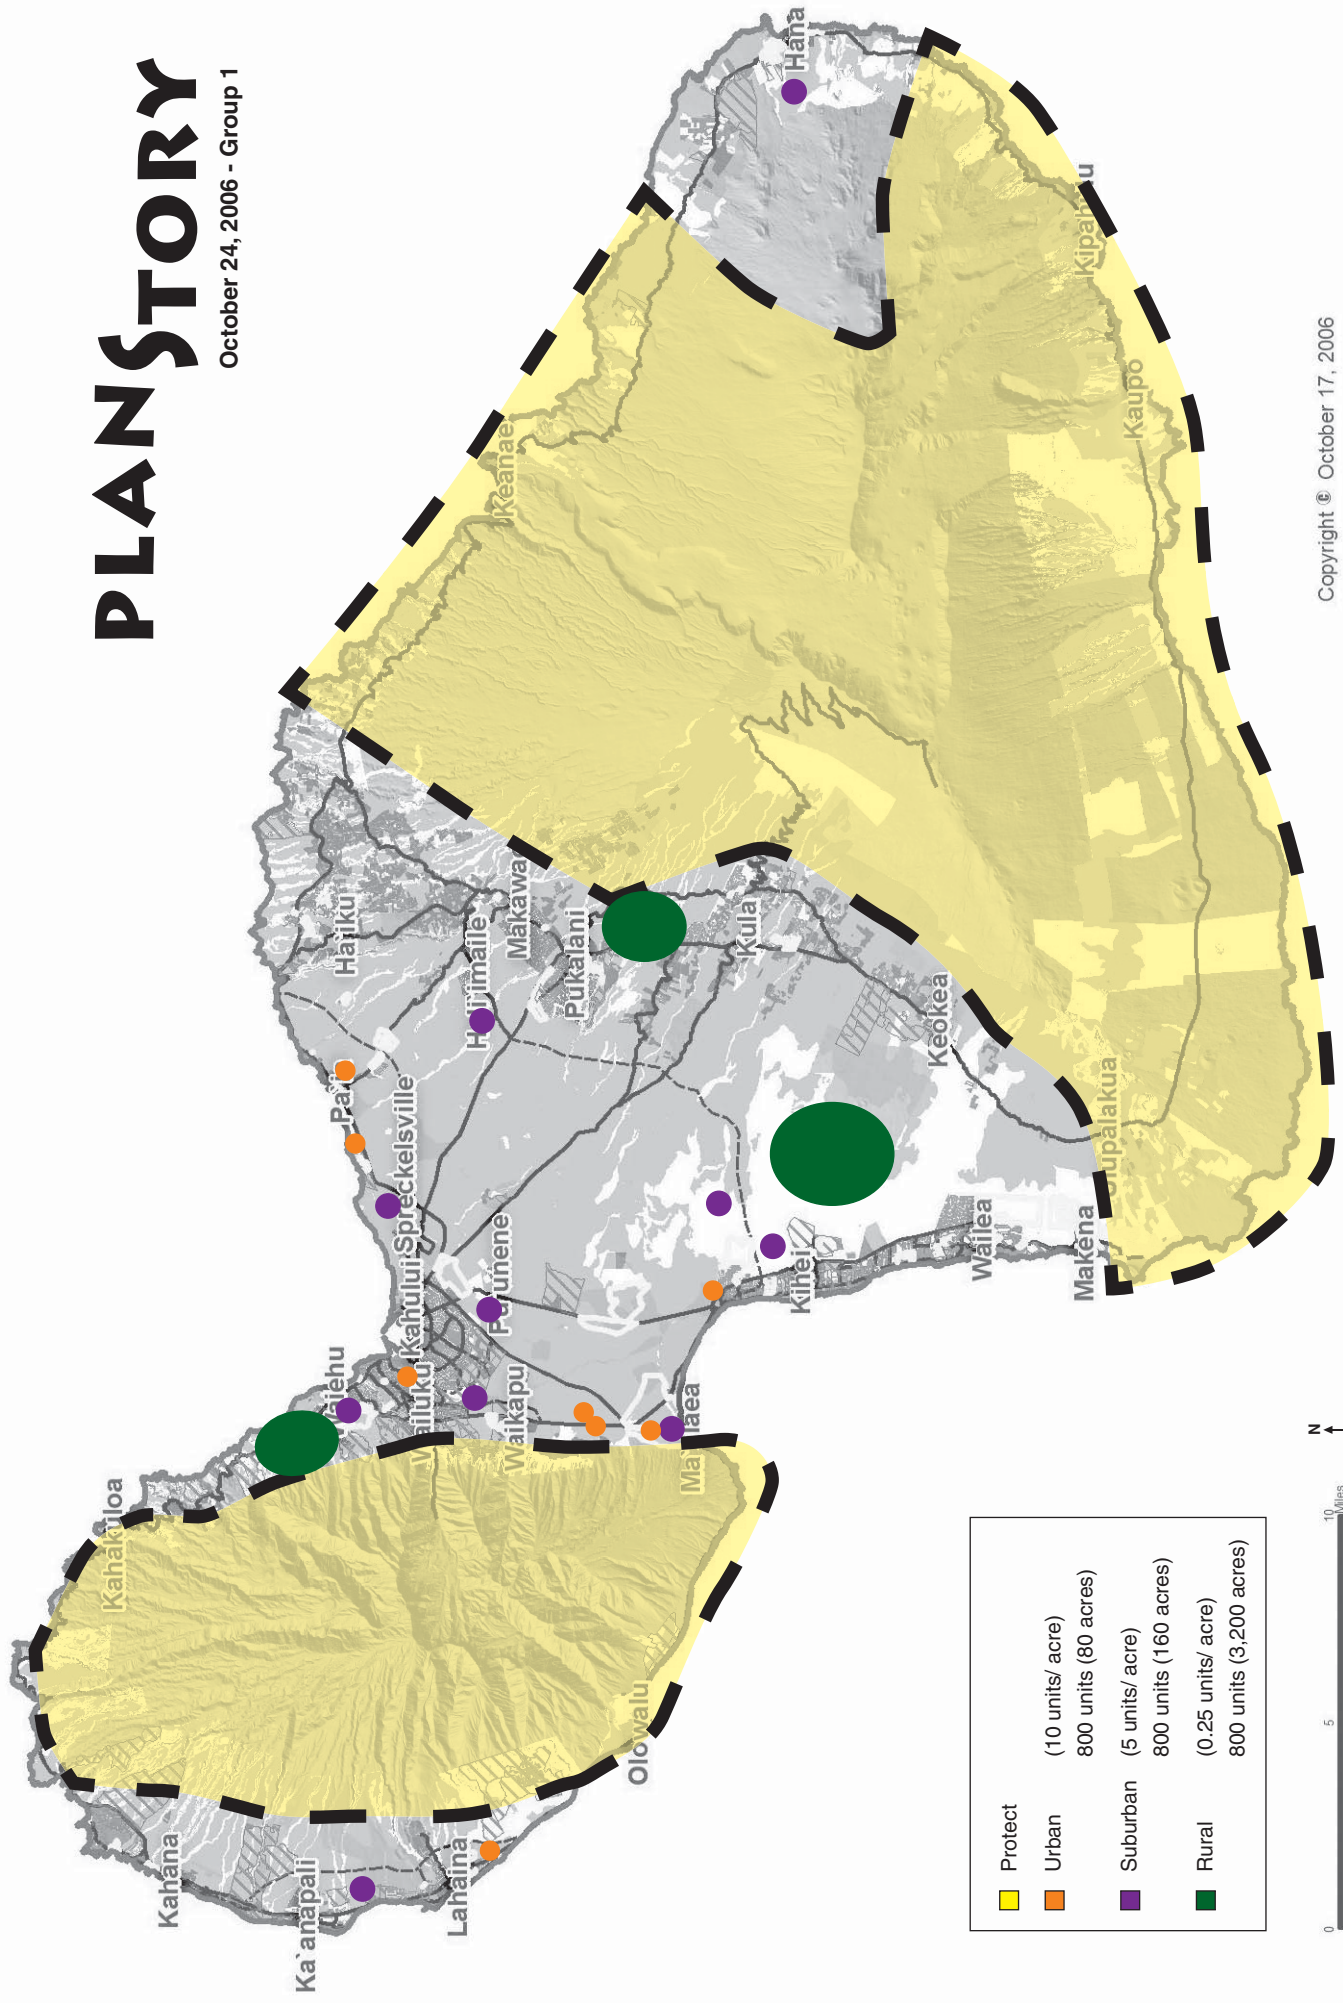 PLANSTORY
October 24, 2006 - Group 1
Hana
Kipahulu
Kaupo
Keanae
Haiku
Makawa
Pukalani
Kula
Keokea
Ulupalakua
Paia
Spreckelsville
Kahului
Puunene
Kihei
Wailea
Makena
Waiehu
Wailuku
Waikapu
Kahakuloa
Olowalu
Kahana
Ka`anapali
Lahaina
Protect
Urban (10 units/ acre)
800 units (80 acres)
Suburban (5 units/ acre)
800 units (160 acres)
Rural (0.25 units/ acre)
800 units (3,200 acres)
N
0 5 10
Miles
Copyright © October 17, 2006